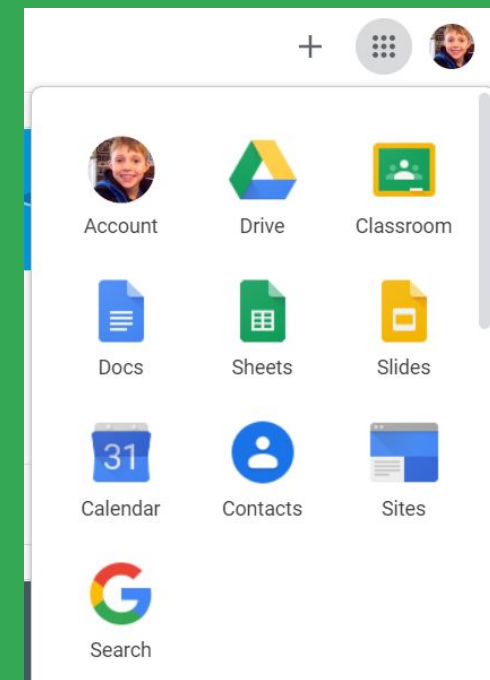 Account Drive Classroom
Docs Sheets Slides
31
Calendar Contacts Sites
Search